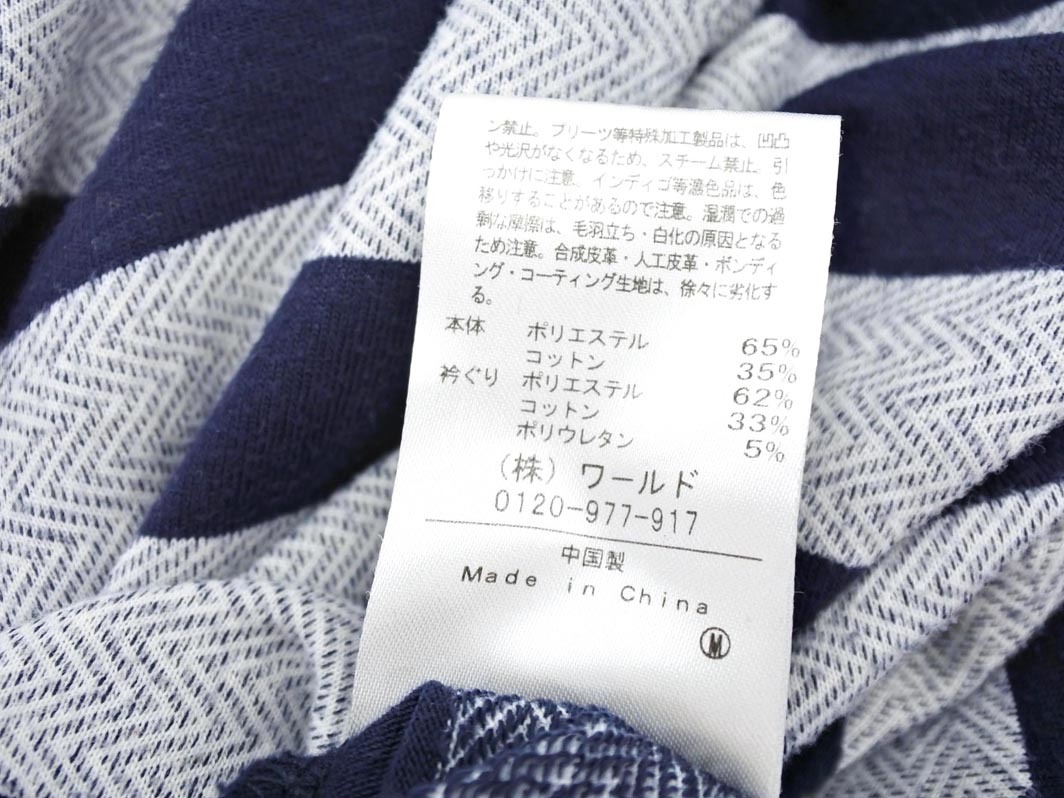 ン禁止。プリーツ等特殊加工製品は、凹凸
や光沢がなくなるため、スチーム禁止。引
っかけに注意。インディゴ等濃色品は、色
移りすることがあるので注意。湿潤での過
剰な摩擦は、毛羽立ち・白化の原因となる
ため注意。合成皮革・人工皮革・ボンディ
ング・コーティング生地は、徐々に劣化す
る。
本体 ポリエステル 65%
コットン 35%
衿ぐり ポリエステル 62%
コットン 33%
ポリウレタン 5%
(株) ワールド
0120-977-917
中国製
Made in China
Ⓜ